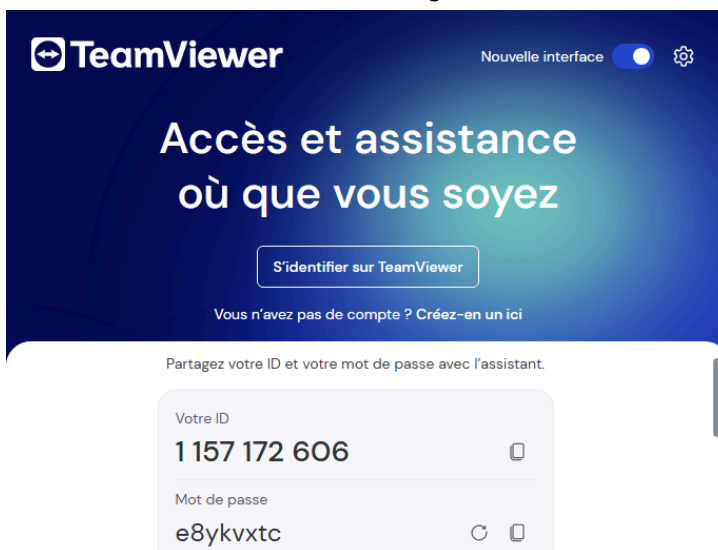 TeamViewer
Nouvelle interface
Accès et assistance
où que vous soyez
S'identifier sur TeamViewer
Vous n'avez pas de compte ? Créez-en un ici
Partagez votre ID et votre mot de passe avec l'assistant.
Votre ID
1 157 172 606
Mot de passe
e8ykvxtc